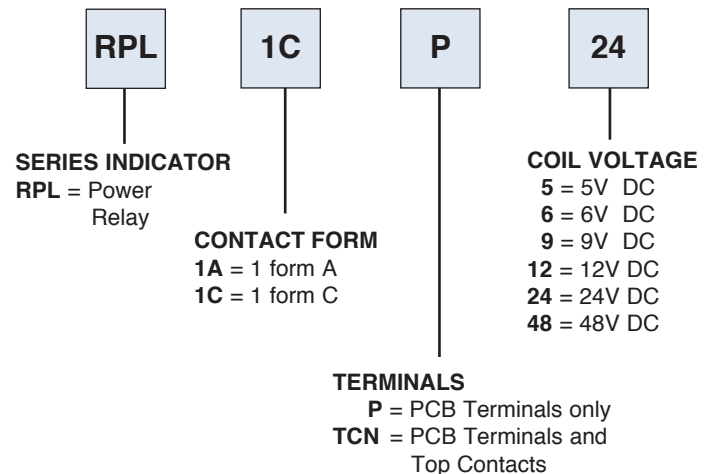 RPL 1C P 24
SERIES INDICATOR
RPL = Power
Relay
CONTACT FORM
1A = 1 form A
1C = 1 form C
TERMINALS
P = PCB Terminals only
TCN = PCB Terminals and
Top Contacts
COIL VOLTAGE
5 = 5V DC
6 = 6V DC
9 = 9V DC
12 = 12V DC
24 = 24V DC
48 = 48V DC